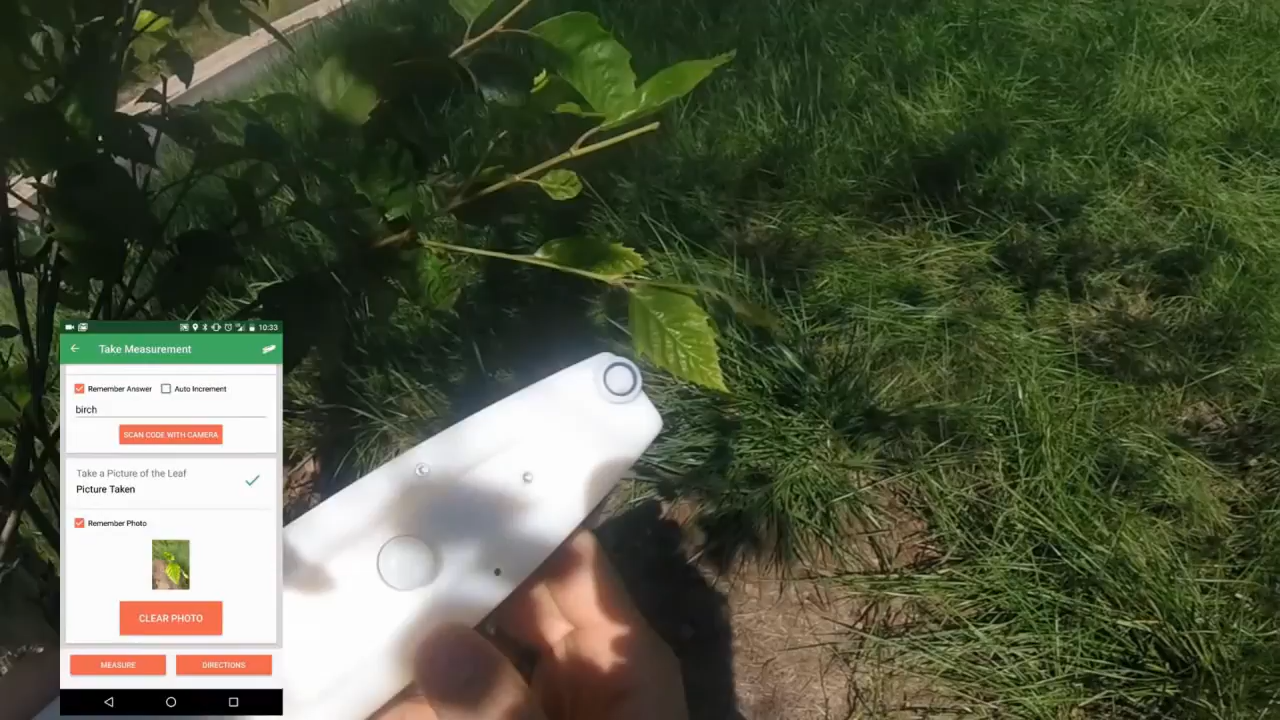 10:33
Take Measurement
Remember Answer Auto Increment
birch
SCAN CODE WITH CAMERA
Take a Picture of the Leaf
Picture Taken
Remember Photo
CLEAR PHOTO
MEASURE DIRECTIONS